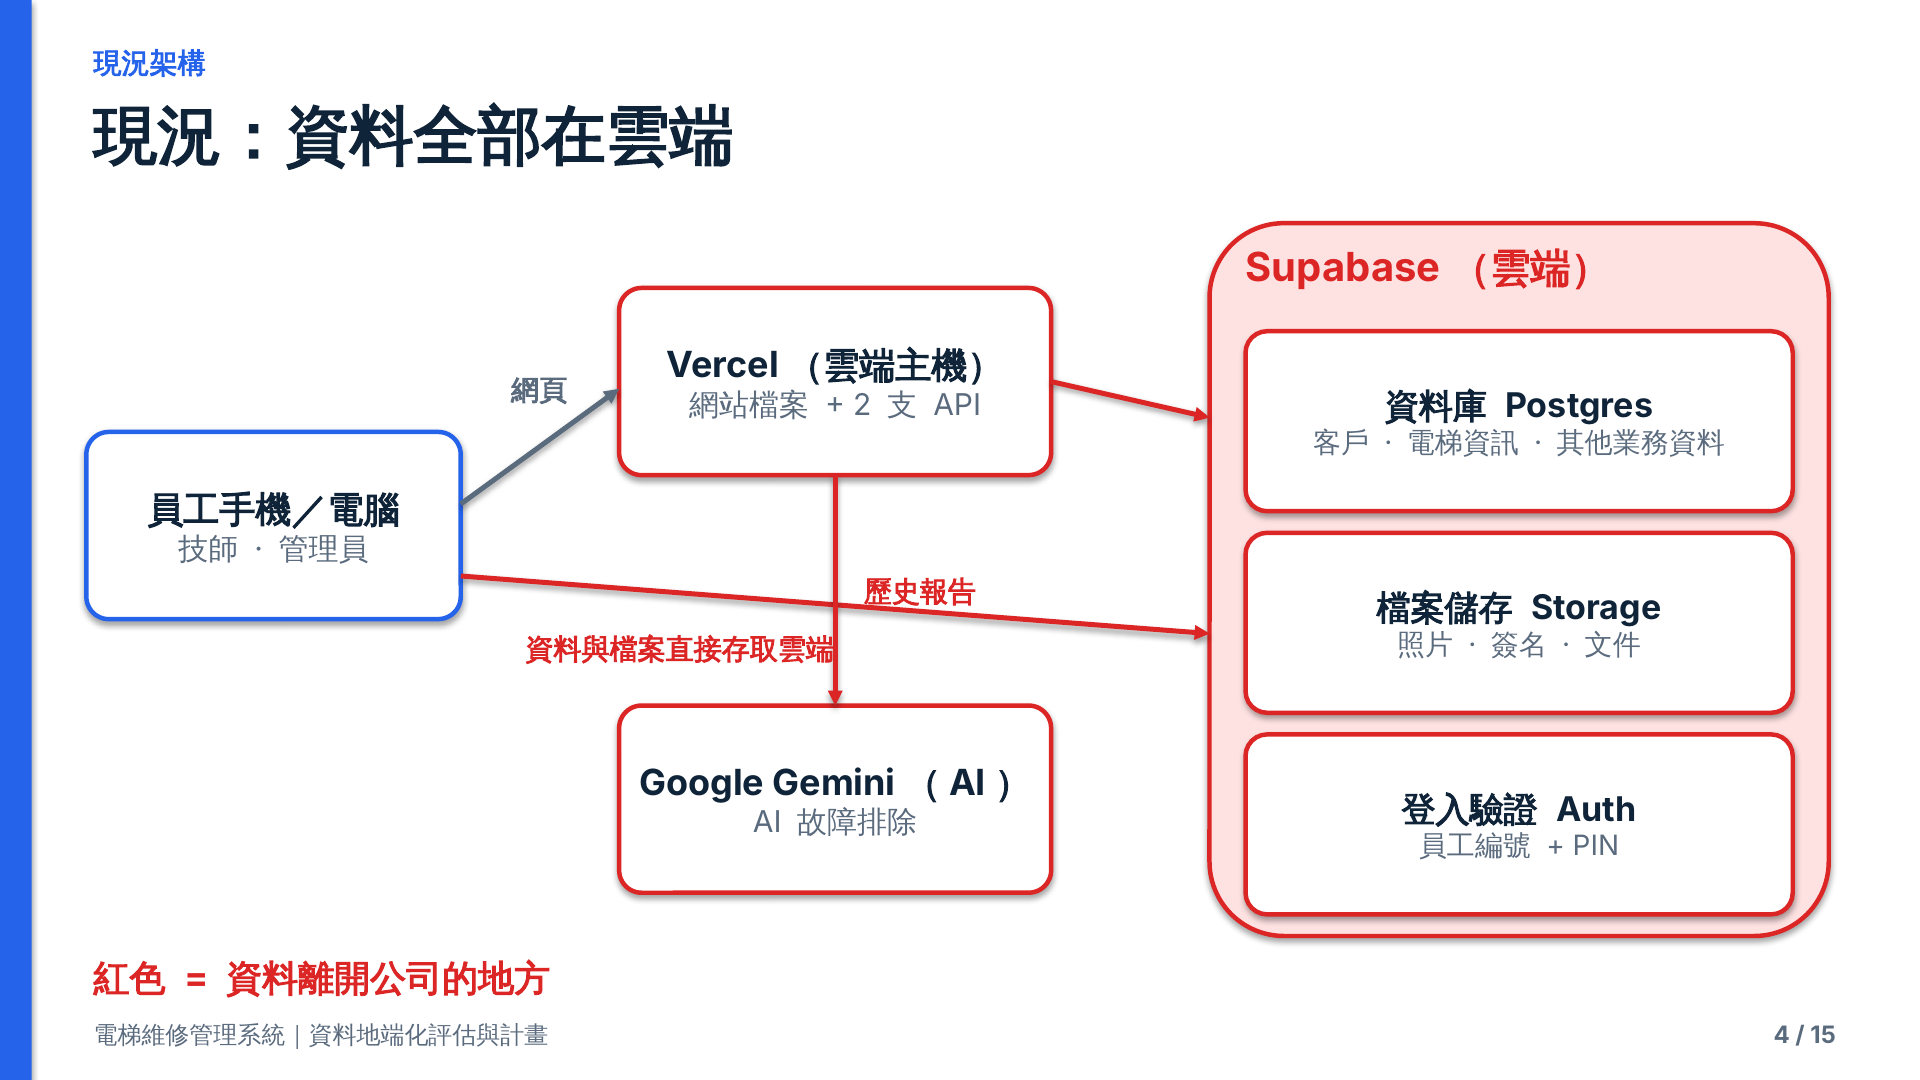 現況架構
現況：資料全部在雲端
Supabase （雲端）
Vercel （雲端主機）
網站檔案 + 2 支 API
網頁
資料庫 Postgres
客戶 · 電梯資訊 · 其他業務資料
員工手機／電腦
技師 · 管理員
歷史報告
資料與檔案直接存取雲端
檔案儲存 Storage
照片 · 簽名 · 文件
Google Gemini （ AI ）
AI 故障排除
登入驗證 Auth
員工編號 + PIN
紅色 = 資料離開公司的地方
電梯維修管理系統｜資料地端化評估與計畫
4 / 15